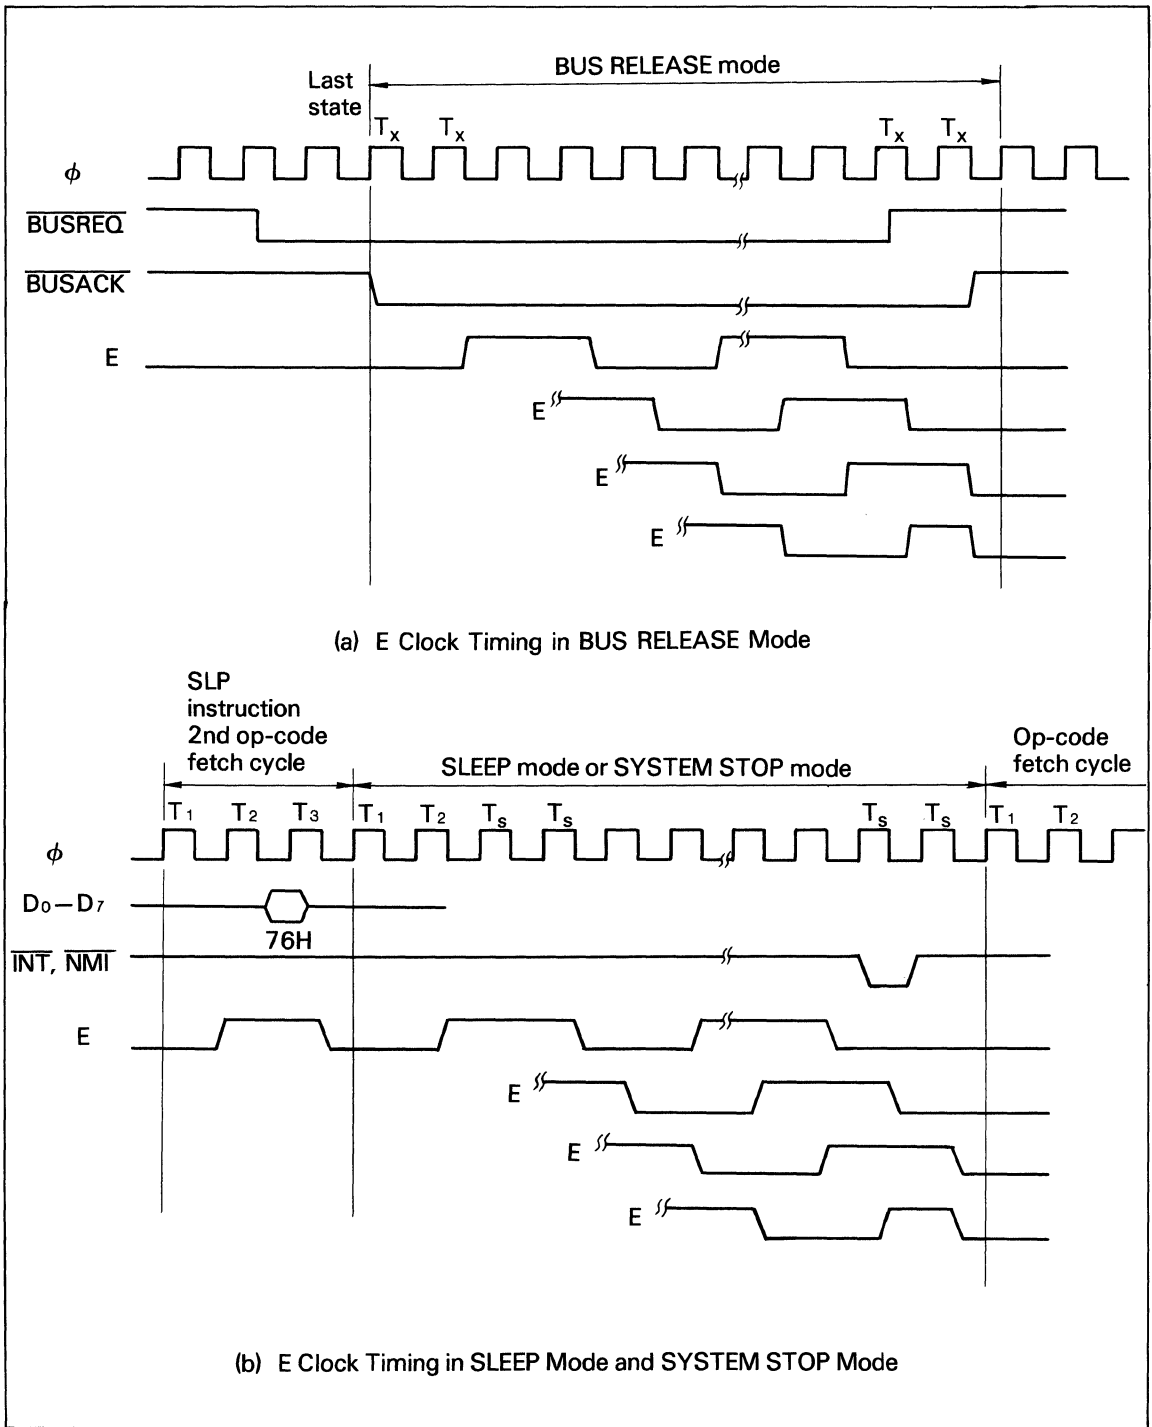 BUS RELEASE mode
Last
state
Tx Tx Tx Tx
ϕ
BUSREQ
BUSACK
E
E
E
E
(a) E Clock Timing in BUS RELEASE Mode
SLP
instruction
2nd op-code
fetch cycle
SLEEP mode or SYSTEM STOP mode
Op-code
fetch cycle
T1 T2 T3 T1 T2 Ts Ts Ts Ts T1 T2
ϕ
D0–D7
76H
INT, NMI
E
E
E
E
(b) E Clock Timing in SLEEP Mode and SYSTEM STOP Mode